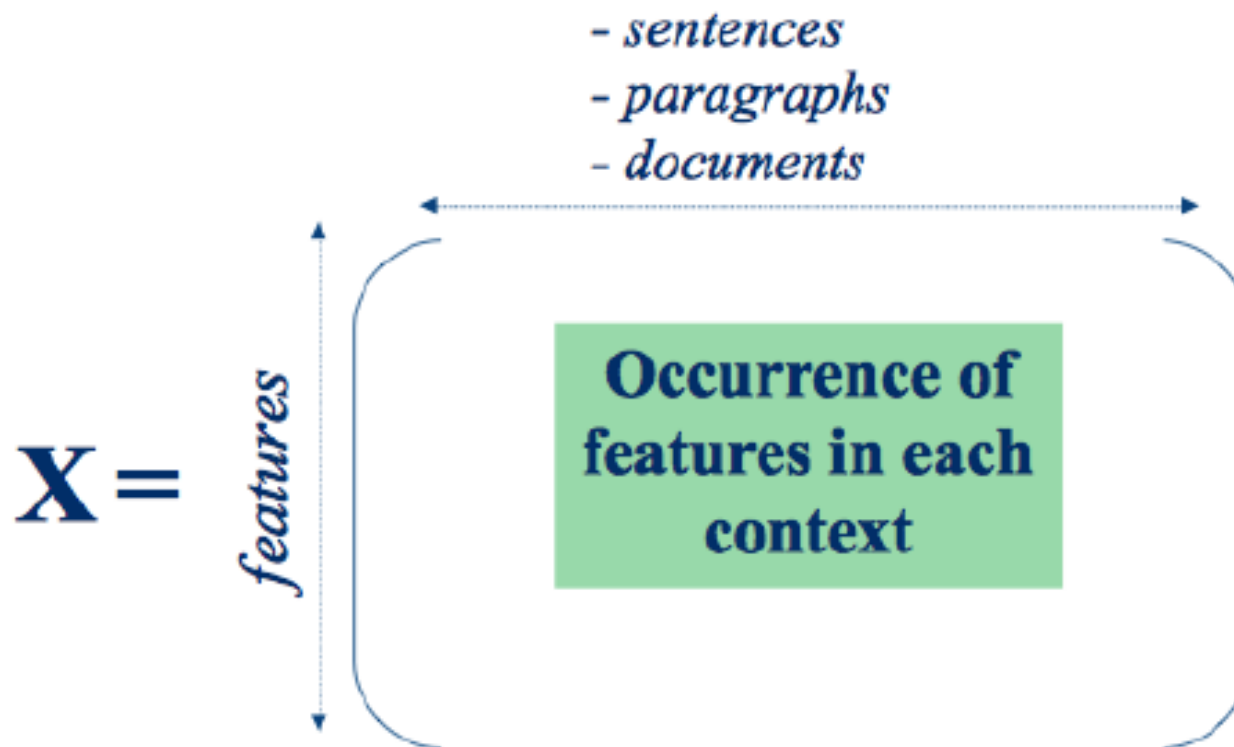 - sentences
- paragraphs
- documents
features
X =
Occurrence of
features in each
context